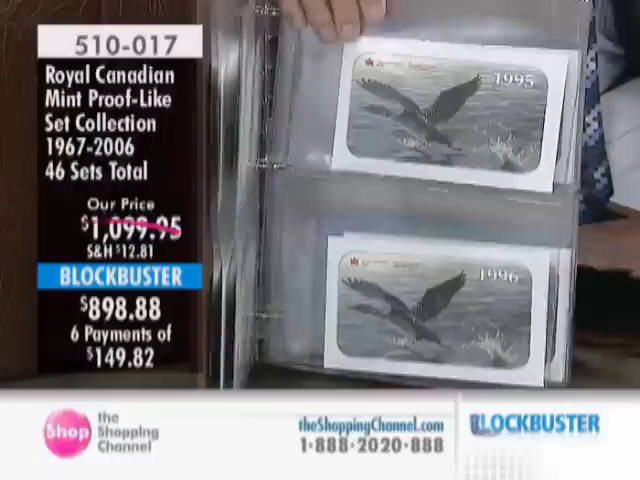 510-017
Royal Canadian
Mint Proof-Like
Set Collection
1967-2006
46 Sets Total
Our Price
$1,099.95
S&H $12.81
BLOCKBUSTER
$898.88
6 Payments of
$149.82
1995
1996
Shop
the
Shopping
Channel
theShoppingChannel.com
1·888·2020·888
BLOCKBUSTER